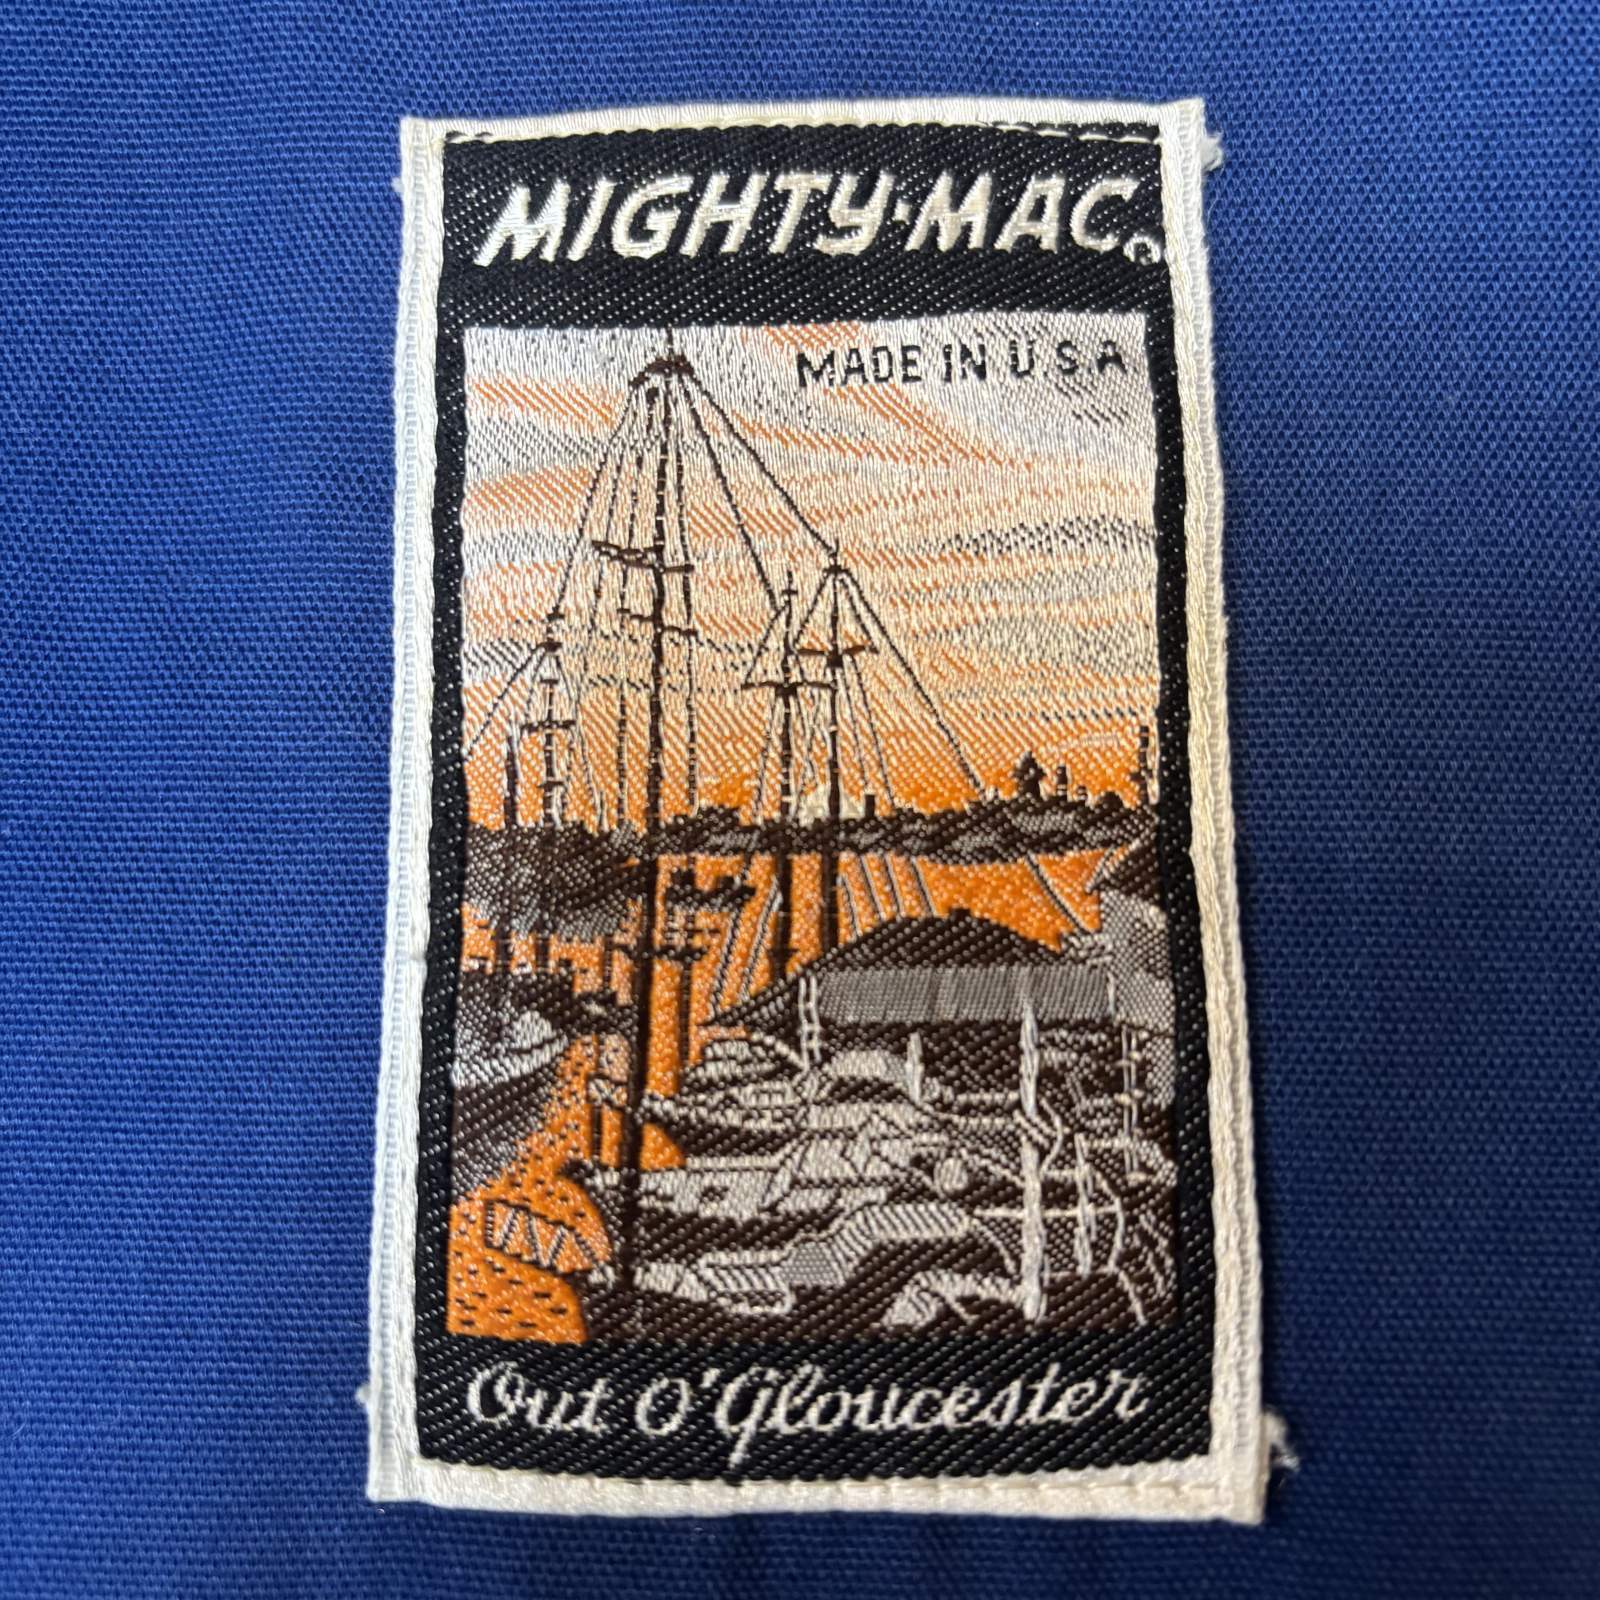 MIGHTY-MAC®
MADE IN U.S.A
Out O' Gloucester